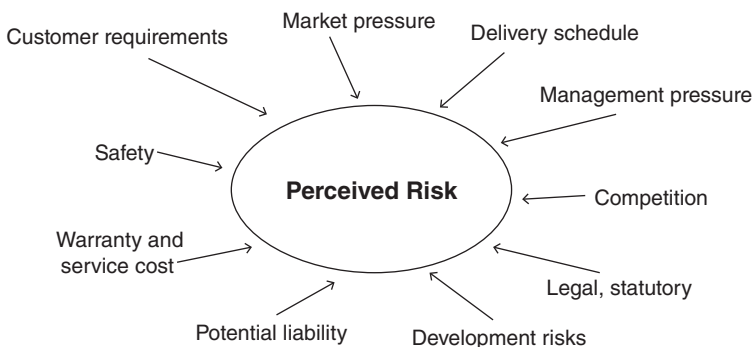 Market pressure
Customer requirements
Delivery schedule
Management pressure
Safety
Perceived Risk
Competition
Warranty and
service cost
Legal, statutory
Potential liability
Development risks